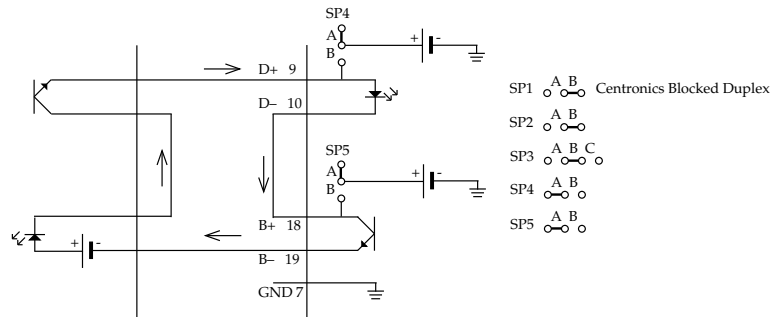 SP4
A
B
+ -
D+ 9
D– 10
SP5
A
B
+ -
B+ 18
+ -
B– 19
GND 7
SP1 A B Centronics Blocked Duplex
SP2 A B
SP3 A B C
SP4 A B
SP5 A B